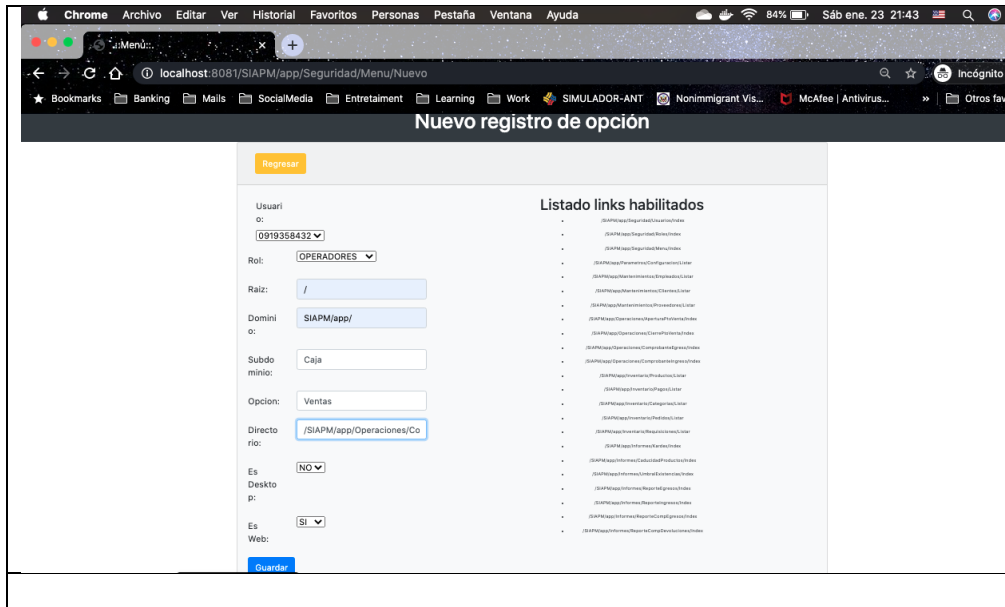 Chrome Archivo Editar Ver Historial Favoritos Personas Pestaña Ventana Ayuda 84% Sáb ene. 23 21:43
.::Menú::.
localhost:8081/SIAPM/app/Seguridad/Menu/Nuevo Incógnito
Bookmarks Banking Mails SocialMedia Entretaiment Learning Work SIMULADOR-ANT Nonimmigrant Vis... McAfee | Antivirus... » Otros fav
Nuevo registro de opción
Regresar
Usuari
o:
0919358432
Rol: OPERADORES
Raiz: /
Domini
o: SIAPM/app/
Subdo
minio: Caja
Opcion: Ventas
Directo
rio: /SIAPM/app/Operaciones/Co
Es
Deskto
p: NO
Es
Web: SI
Guardar
Listado links habilitados
/SIAPM/app/Seguridad/Usuarios/Index
/SIAPM/app/Seguridad/Roles/Index
/SIAPM/app/Seguridad/Menu/Index
/SIAPM/app/Parametros/Configuracion/Listar
/SIAPM/app/Mantenimientos/Empleados/Listar
/SIAPM/app/Mantenimientos/Clientes/Listar
/SIAPM/app/Mantenimientos/Proveedores/Listar
/SIAPM/app/Operaciones/AperturaPtoVenta/Index
/SIAPM/app/Operaciones/CierrePtoVenta/Index
/SIAPM/app/Operaciones/ComprobanteEgreso/Index
/SIAPM/app/Operaciones/ComprobanteIngreso/Index
/SIAPM/app/Inventario/Productos/Listar
/SIAPM/app/Inventario/Pagos/Listar
/SIAPM/app/Inventario/Categorias/Listar
/SIAPM/app/Inventario/Pedidos/Listar
/SIAPM/app/Inventario/Requisiciones/Listar
/SIAPM/app/Informes/Kardex/Index
/SIAPM/app/Informes/CaducidadProductos/Index
/SIAPM/app/Informes/UmbralExistencias/Index
/SIAPM/app/Informes/ReporteEgresos/Index
/SIAPM/app/Informes/ReporteIngresos/Index
/SIAPM/app/Informes/ReporteCompEgresos/Index
/SIAPM/app/Informes/ReporteCompDevoluciones/Index